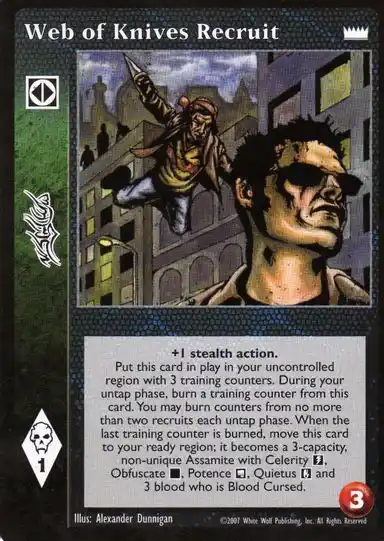 Web of Knives Recruit
+1 stealth action.
Put this card in play in your uncontrolled
region with 3 training counters. During your
untap phase, burn a training counter from this
card. You may burn counters from no more
than two recruits each untap phase. When the
last training counter is burned, move this card
to your ready region; it becomes a 3-capacity,
non-unique Assamite with Celerity , 
Obfuscate , Potence , Quietus  and
3 blood who is Blood Cursed.
1
3
Illus: Alexander Dunnigan
©2007 White Wolf Publishing, Inc. All Rights Reserved